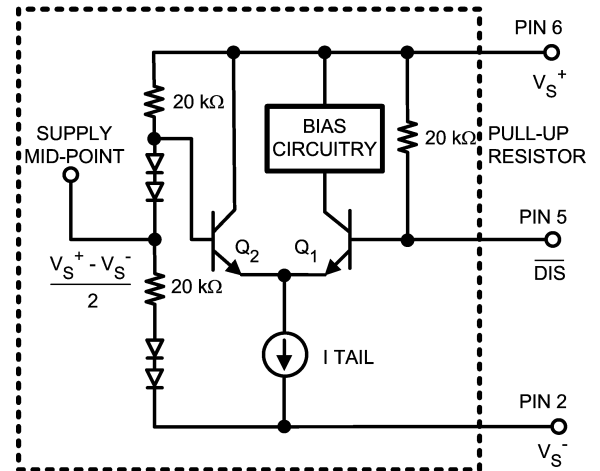 PIN 6
V_S^+
20 kΩ
SUPPLY
MID-POINT
BIAS
CIRCUITRY
20 kΩ
PULL-UP
RESISTOR
PIN 5
DIS
Q2
Q1
V_S^+ - V_S^-
2
20 kΩ
I TAIL
PIN 2
V_S^-